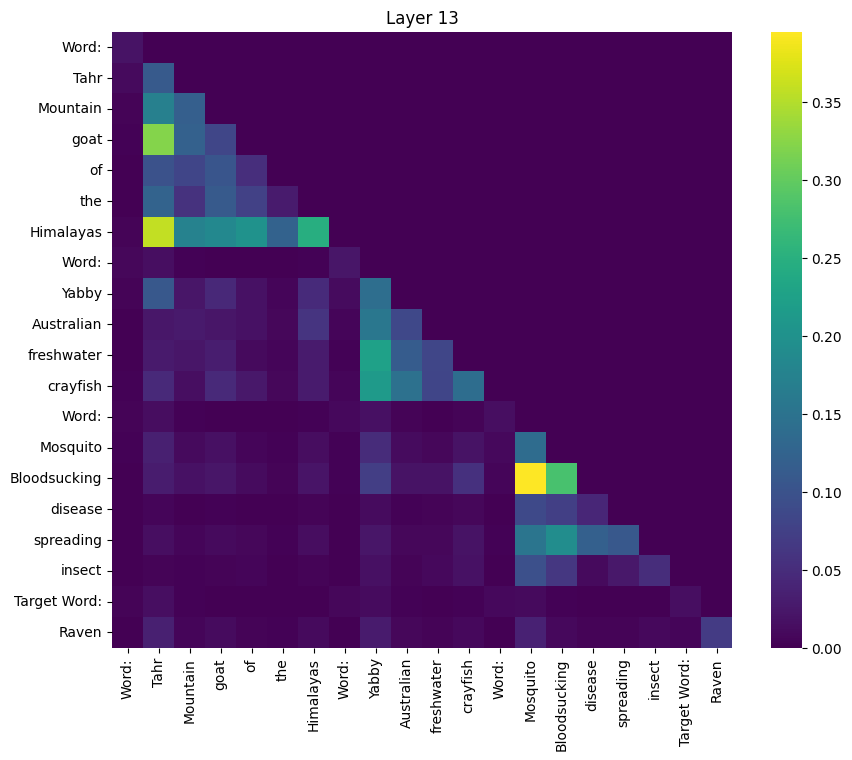 Layer 13
Word:
Tahr
Mountain
goat
of
the
Himalayas
Word:
Yabby
Australian
freshwater
crayfish
Word:
Mosquito
Bloodsucking
disease
spreading
insect
Target Word:
Raven
0.35
0.30
0.25
0.20
0.15
0.10
0.05
0.00
Word:
Tahr
Mountain
goat
of
the
Himalayas
Word:
Yabby
Australian
freshwater
crayfish
Word:
Mosquito
Bloodsucking
disease
spreading
insect
Target Word:
Raven